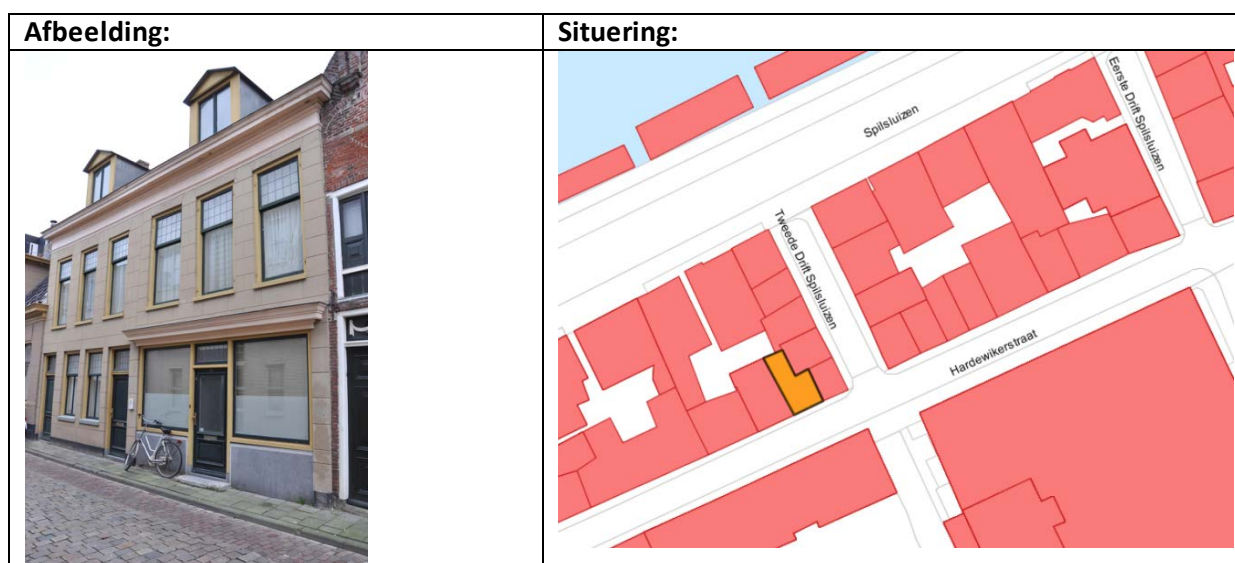 Afbeelding:
Situering:
Spilsluizen
Eerste Drift Spilsluizen
Tweede Drift Spilsluizen
Hardewikerstraat